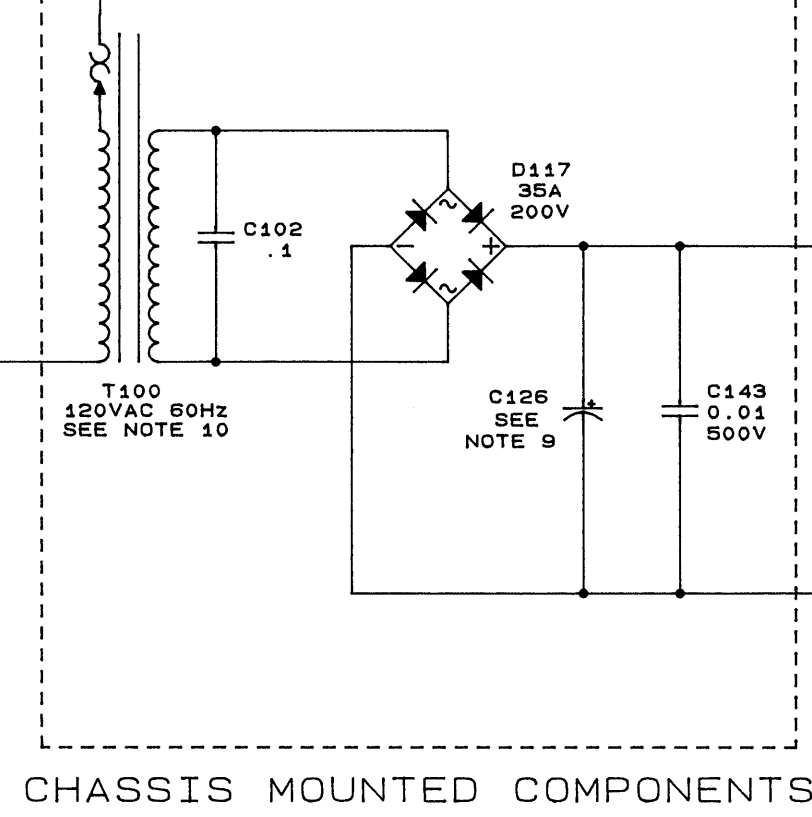 D117
35A
200V
~
C102
.1
−
+
~
T100
120VAC 60Hz
SEE NOTE 10
C126
SEE
NOTE 9
+
C143
0.01
500V
CHASSIS MOUNTED COMPONENTS